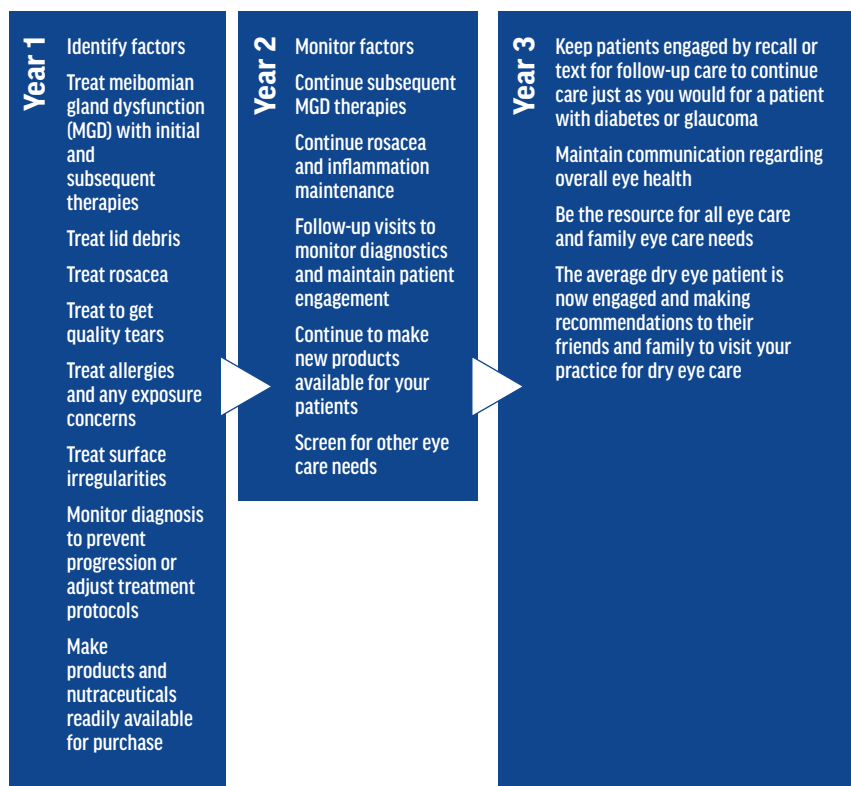 Year 1
Identify factors
Treat meibomian
gland dysfunction
(MGD) with initial
and
subsequent
therapies
Treat lid debris
Treat rosacea
Treat to get
quality tears
Treat allergies
and any exposure
concerns
Treat surface
irregularities
Monitor diagnosis
to prevent
progression or
adjust treatment
protocols
Make
products and
nutraceuticals
readily available
for purchase
Year 2
Monitor factors
Continue subsequent
MGD therapies
Continue rosacea
and inflammation
maintenance
Follow-up visits to
monitor diagnostics
and maintain patient
engagement
Continue to make
new products
available for your
patients
Screen for other eye
care needs
Year 3
Keep patients engaged by recall or
text for follow-up care to continue
care just as you would for a patient
with diabetes or glaucoma
Maintain communication regarding
overall eye health
Be the resource for all eye care
and family eye care needs
The average dry eye patient is
now engaged and making
recommendations to their
friends and family to visit your
practice for dry eye care